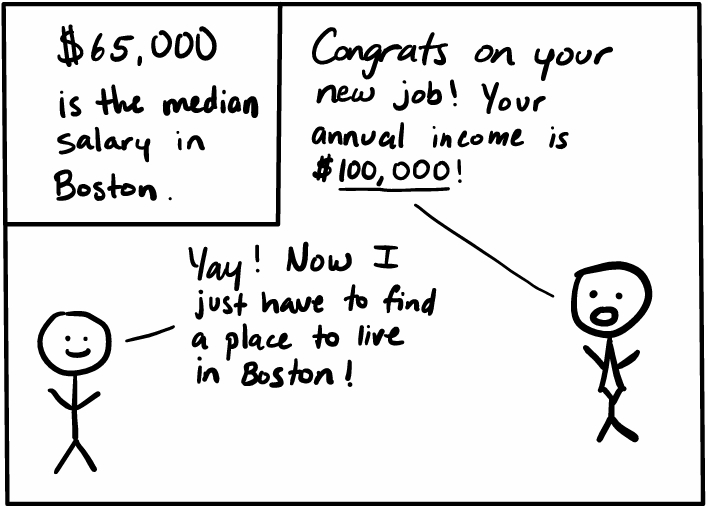 $65,000
is the median
salary in
Boston.
Congrats on your
new job! Your
annual income is
$100,000!
Yay! Now I
just have to find
a place to live
in Boston!